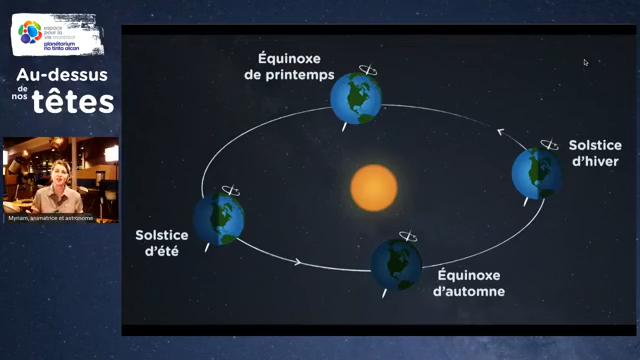 espace
pour la
vie montréal
planétarium
rio tinto alcan
Au-dessus
de
nos
têtes
Myriam, animatrice et astronome
Équinoxe
de printemps
Solstice
d'hiver
Solstice
d'été
Équinoxe
d'automne